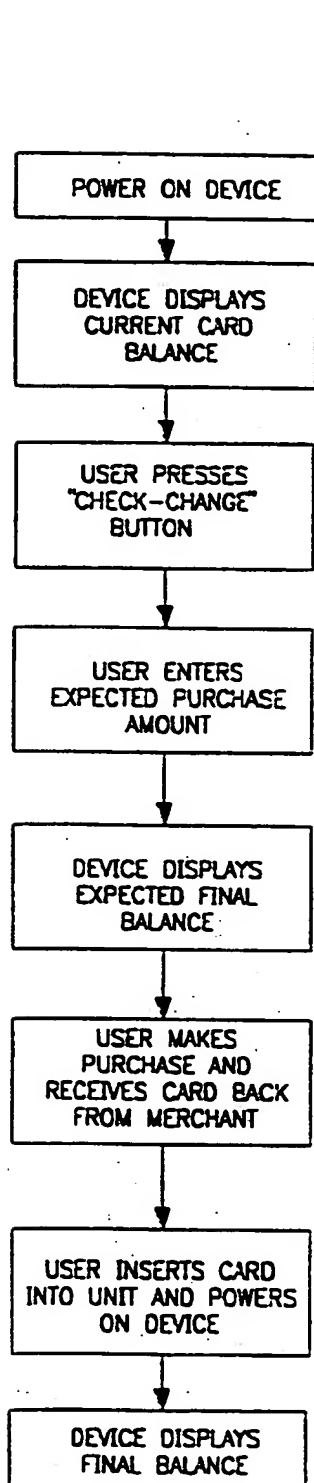 POWER ON DEVICE
DEVICE DISPLAYS
CURRENT CARD
BALANCE
USER PRESSES
"CHECK-CHANGE"
BUTTON
USER ENTERS
EXPECTED PURCHASE
AMOUNT
DEVICE DISPLAYS
EXPECTED FINAL
BALANCE
USER MAKES
PURCHASE AND
RECEIVES CARD BACK
FROM MERCHANT
USER INSERTS CARD
INTO UNIT AND POWERS
ON DEVICE
DEVICE DISPLAYS
FINAL BALANCE